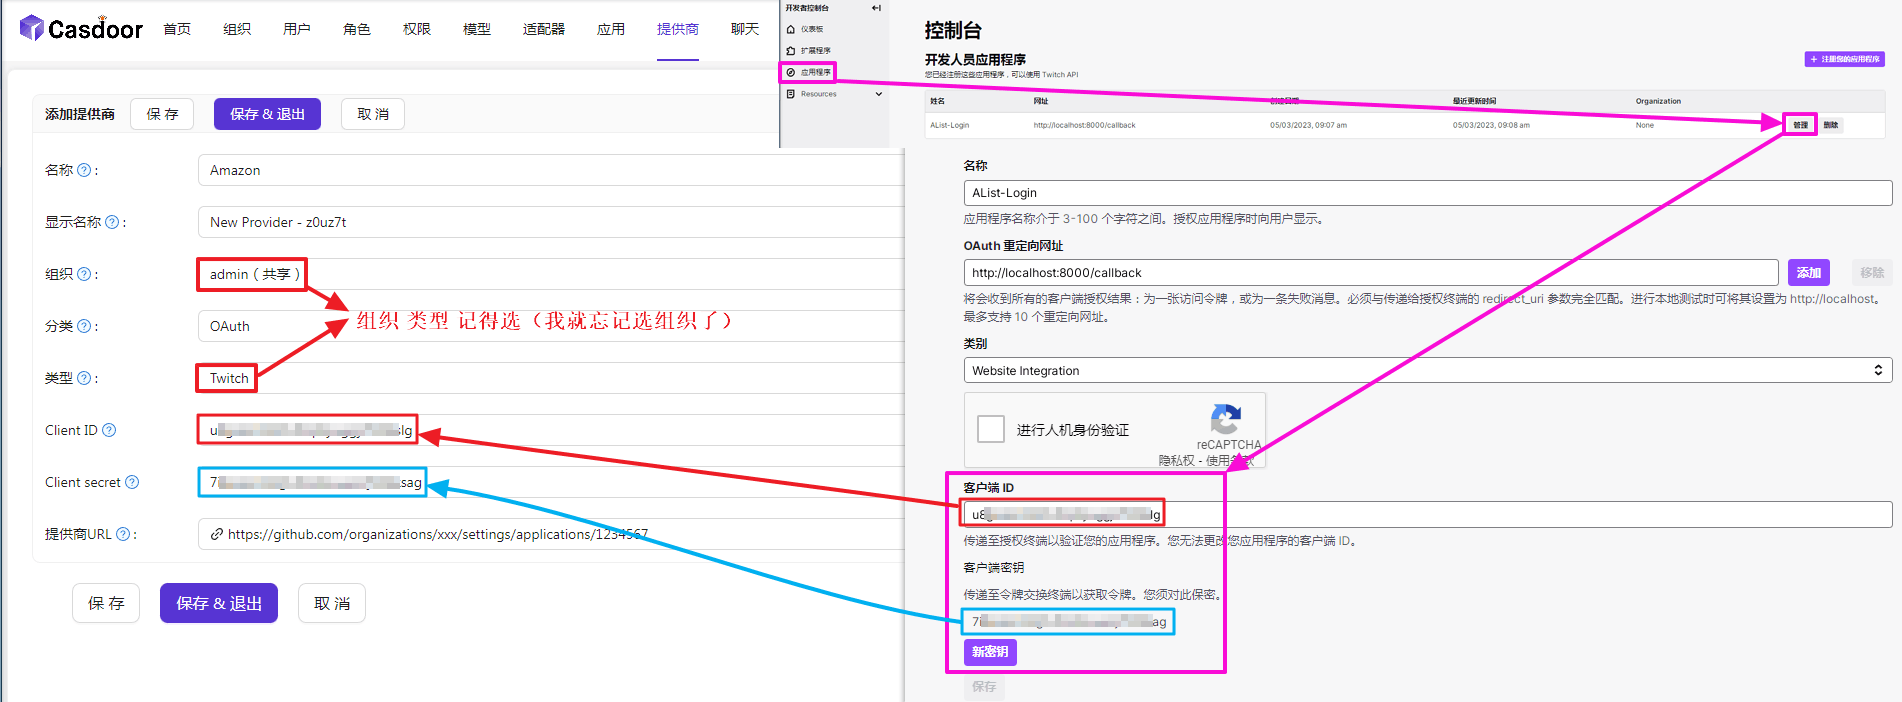 Casdoor 首页 组织 用户 角色 权限 模型 适配器 应用 提供商 聊天
添加提供商 保 存 保存 & 退出 取 消
名称 : Amazon
显示名称 : New Provider - z0uz7t
组织 : admin（共享）
分类 : OAuth
类型 : Twitch
组织 类型 记得选（我就忘记选组织了）
Client ID
Client secret
提供商URL : https://github.com/organizations/xxx/settings/applications/1234567
保 存 保存 & 退出 取 消
开发者控制台
仪表板
扩展程序
应用程序
Resources
控制台
开发人员应用程序
您已经注册这些应用程序，可以使用 Twitch API
+ 注册您的应用程序
姓名 网址 创建日期 最近更新时间 Organization
AList-Login http://localhost:8000/callback 05/03/2023, 09:07 am 05/03/2023, 09:08 am None 管理 删除
名称
AList-Login
应用程序名称介于 3-100 个字符之间。授权应用程序时向用户显示。
OAuth 重定向网址
http://localhost:8000/callback 添加 移除
将会收到所有的客户端授权结果：为一张访问令牌，或为一条失败消息。必须与传递给授权终端的 redirect_uri 参数完全匹配。进行本地测试时可将其设置为 http://localhost。
最多支持 10 个重定向网址。
类别
Website Integration
进行人机身份验证
reCAPTCHA
隐私权 - 使用条款
客户端 ID
传递至授权终端以验证您的应用程序。您无法更改您应用程序的客户端 ID。
客户端密钥
传递至令牌交换终端以获取令牌。您须对此保密。
新密钥
保存